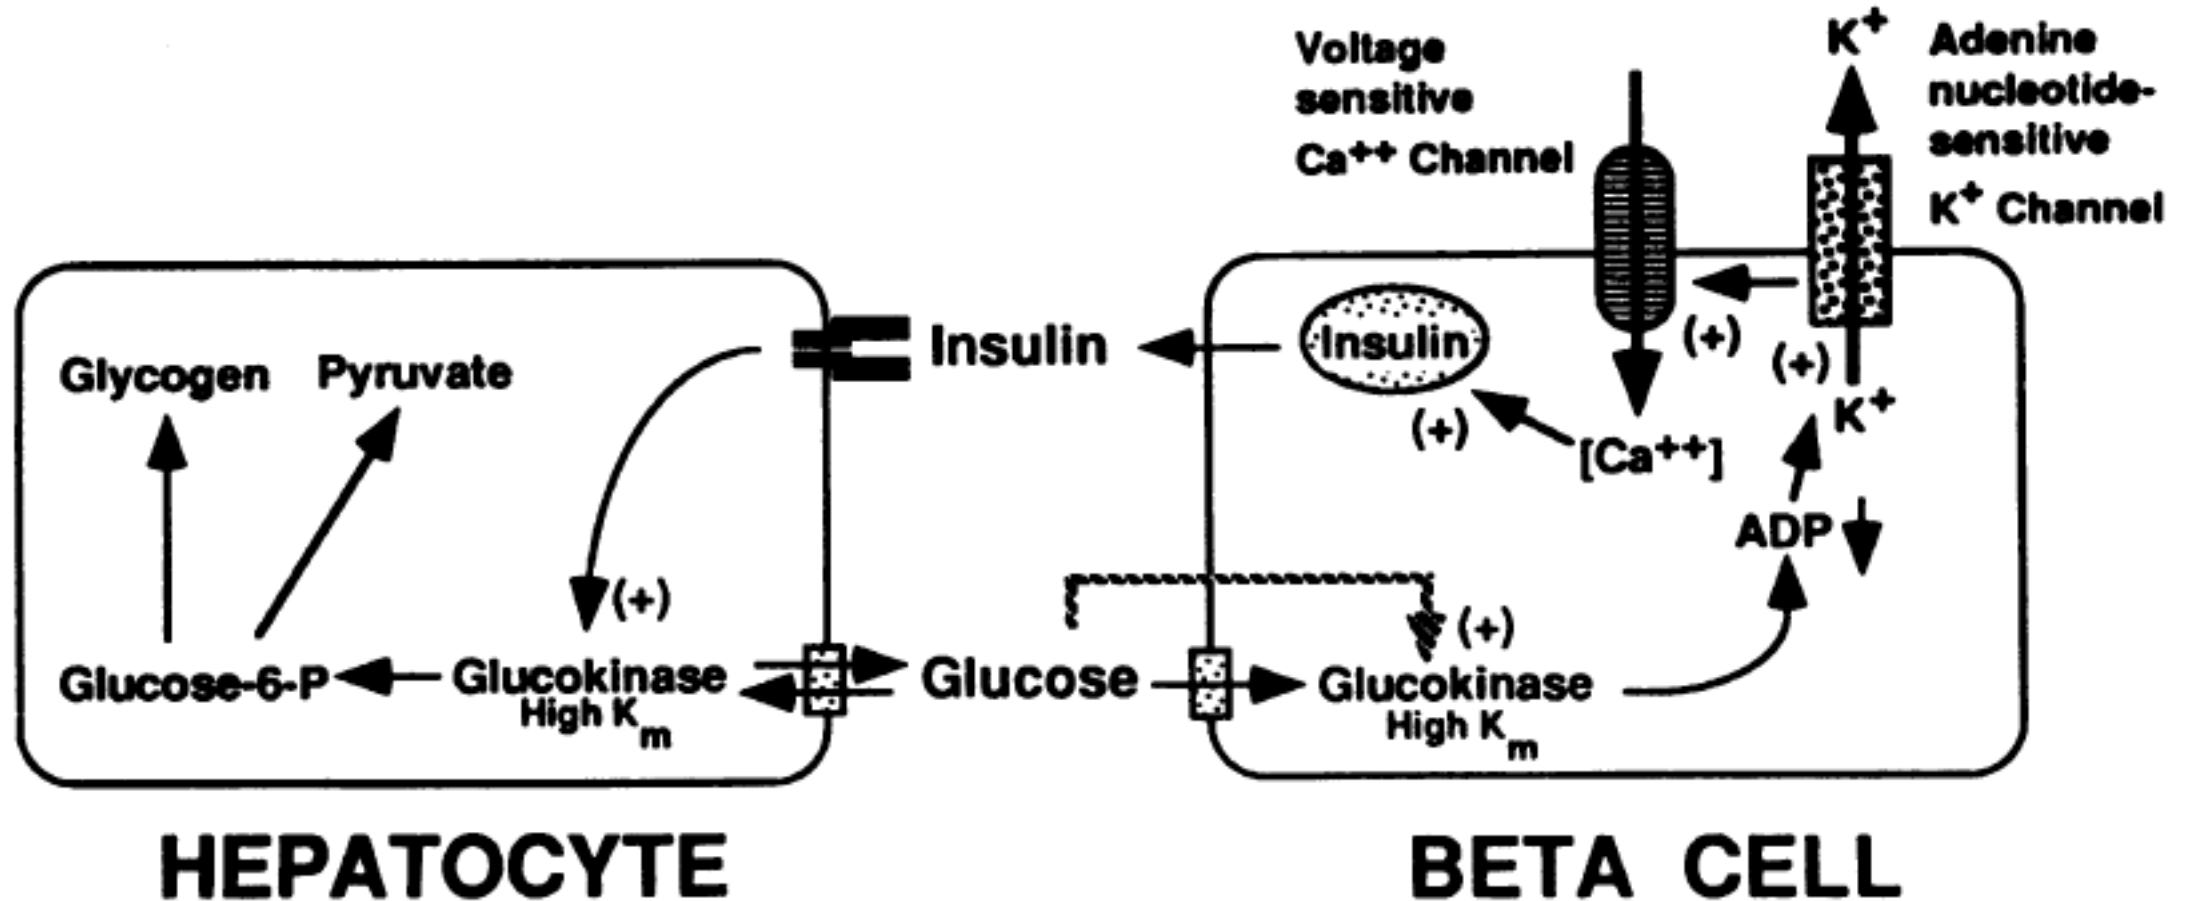 Voltage
sensitive
Ca++ Channel
K+
Adenine
nucleotide-
sensitive
K+ Channel
Glycogen
Pyruvate
Insulin
Insulin
(+)
(+)
(+)
K+
[Ca++]
ADP
(+)
(+)
Glucose-6-P
Glucokinase
High Km
Glucose
Glucokinase
High Km
HEPATOCYTE
BETA CELL